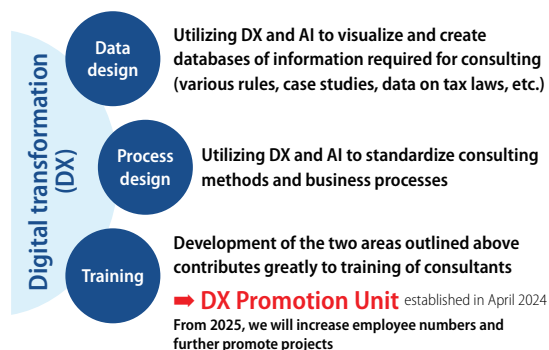 Digital transformation
(DX)
Data
design
Utilizing DX and AI to visualize and create
databases of information required for consulting
(various rules, case studies, data on tax laws, etc.)
Process
design
Utilizing DX and AI to standardize consulting
methods and business processes
Training
Development of the two areas outlined above
contributes greatly to training of consultants
➡ DX Promotion Unit established in April 2024
From 2025, we will increase employee numbers and
further promote projects